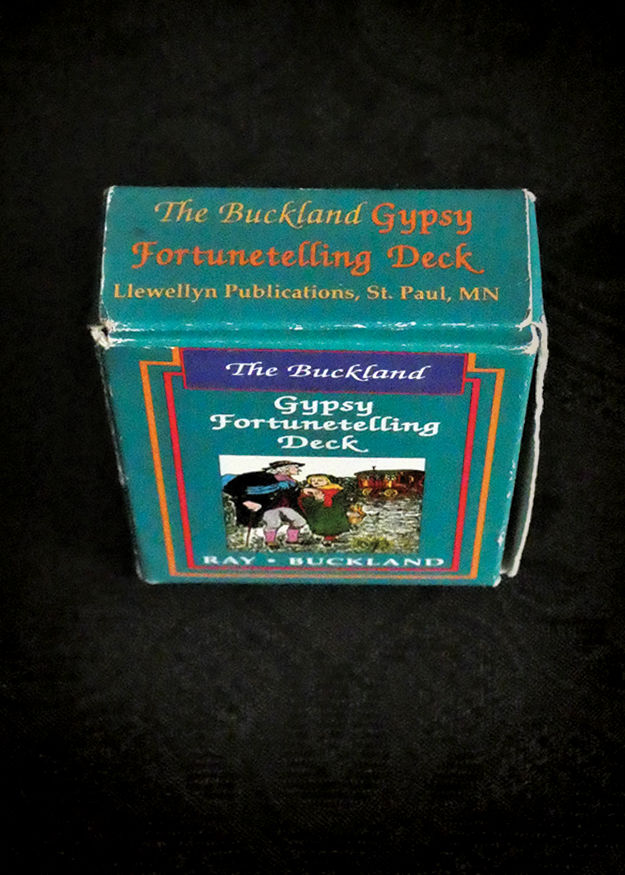 The Buckland Gypsy
Fortunetelling Deck
Llewellyn Publications, St. Paul, MN
The Buckland
Gypsy
Fortunetelling
Deck
RAY • BUCKLAND